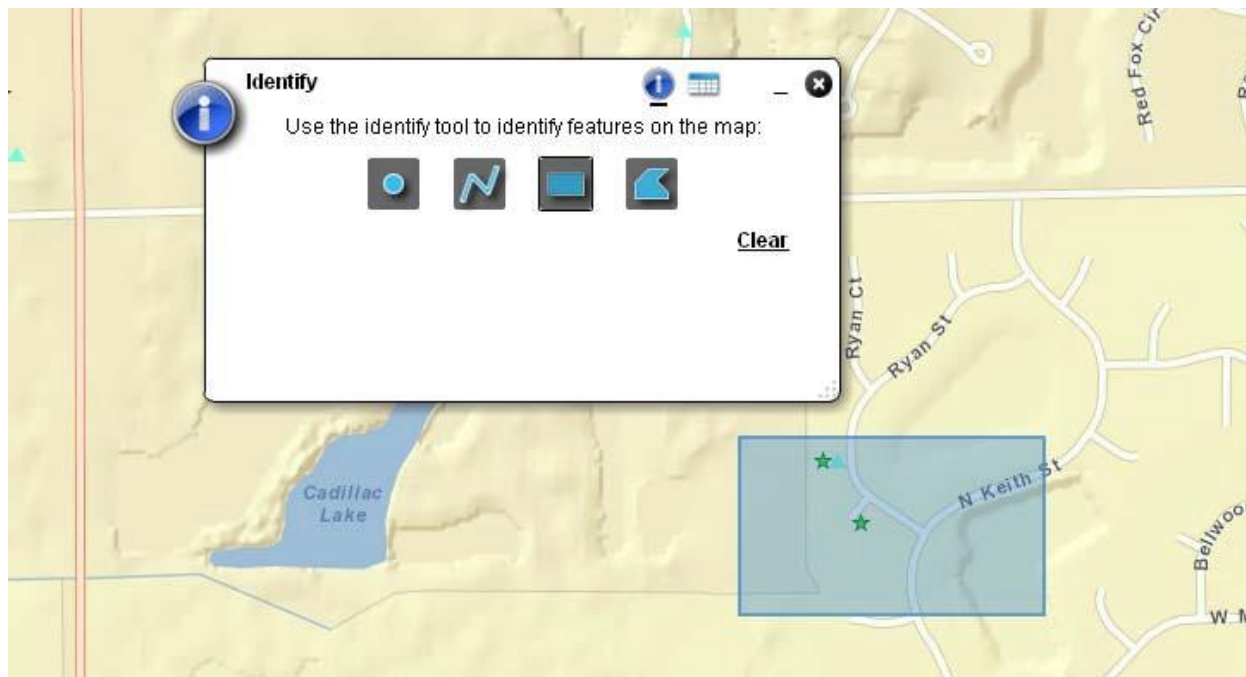 Identify
Use the identify tool to identify features on the map:
Clear
Red Fox Cir
Ryan Ct
Ryan St
N Keith St
Cadillac
Lake
W